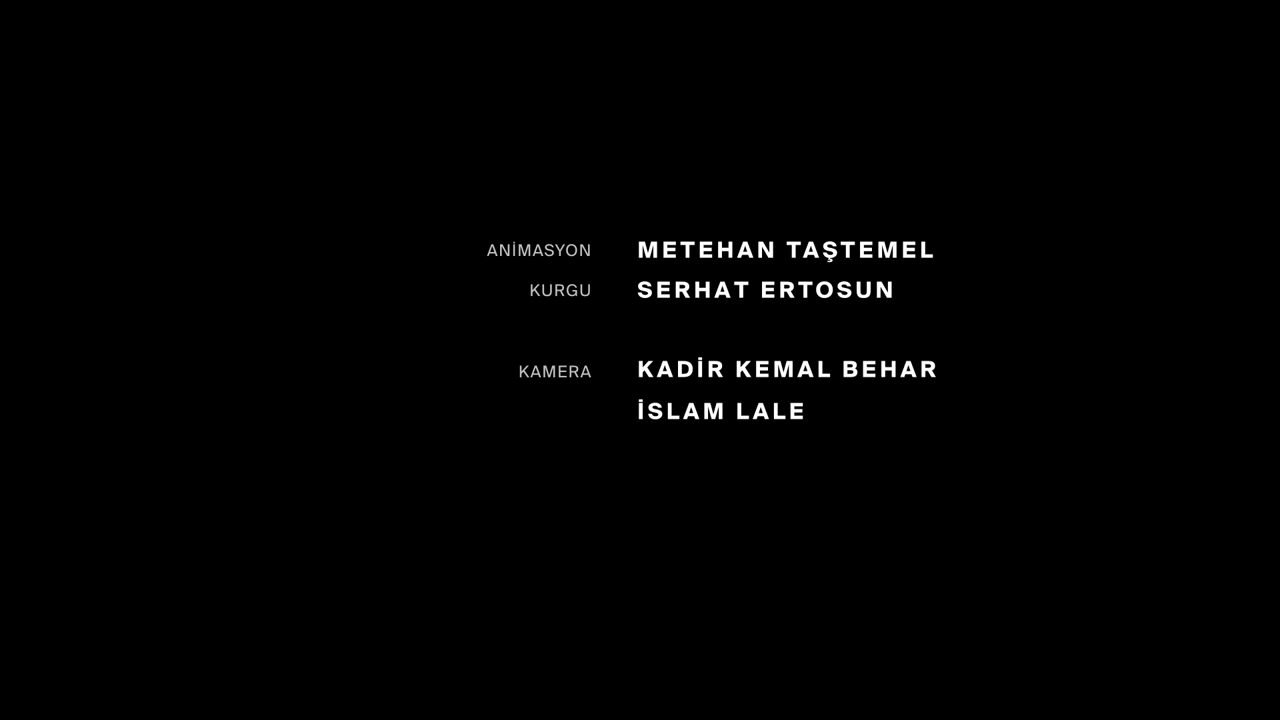 ANİMASYON METEHAN TAŞTEMEL
KURGU SERHAT ERTOSUN
KAMERA KADİR KEMAL BEHAR
İSLAM LALE